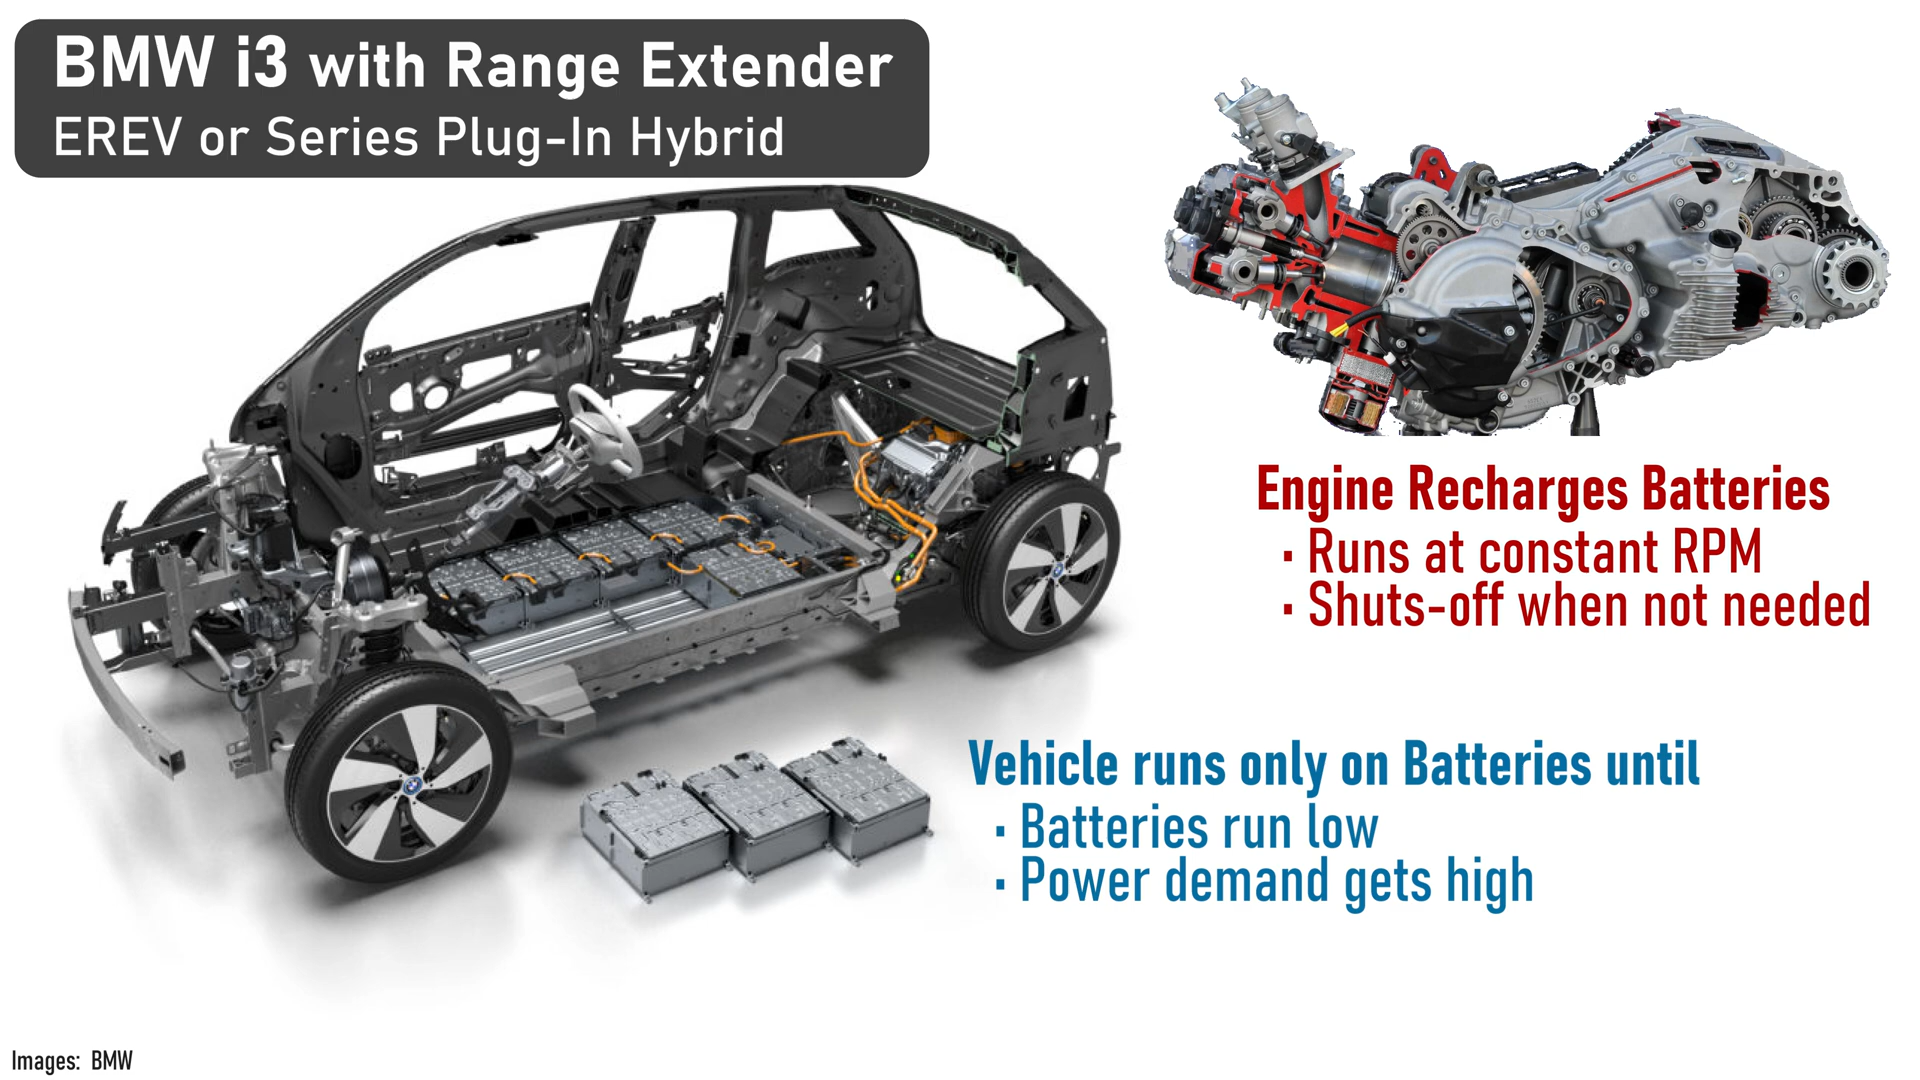 BMW i3 with Range Extender
EREV or Series Plug-In Hybrid
Engine Recharges Batteries
· Runs at constant RPM
· Shuts-off when not needed
Vehicle runs only on Batteries until
· Batteries run low
· Power demand gets high
Images: BMW